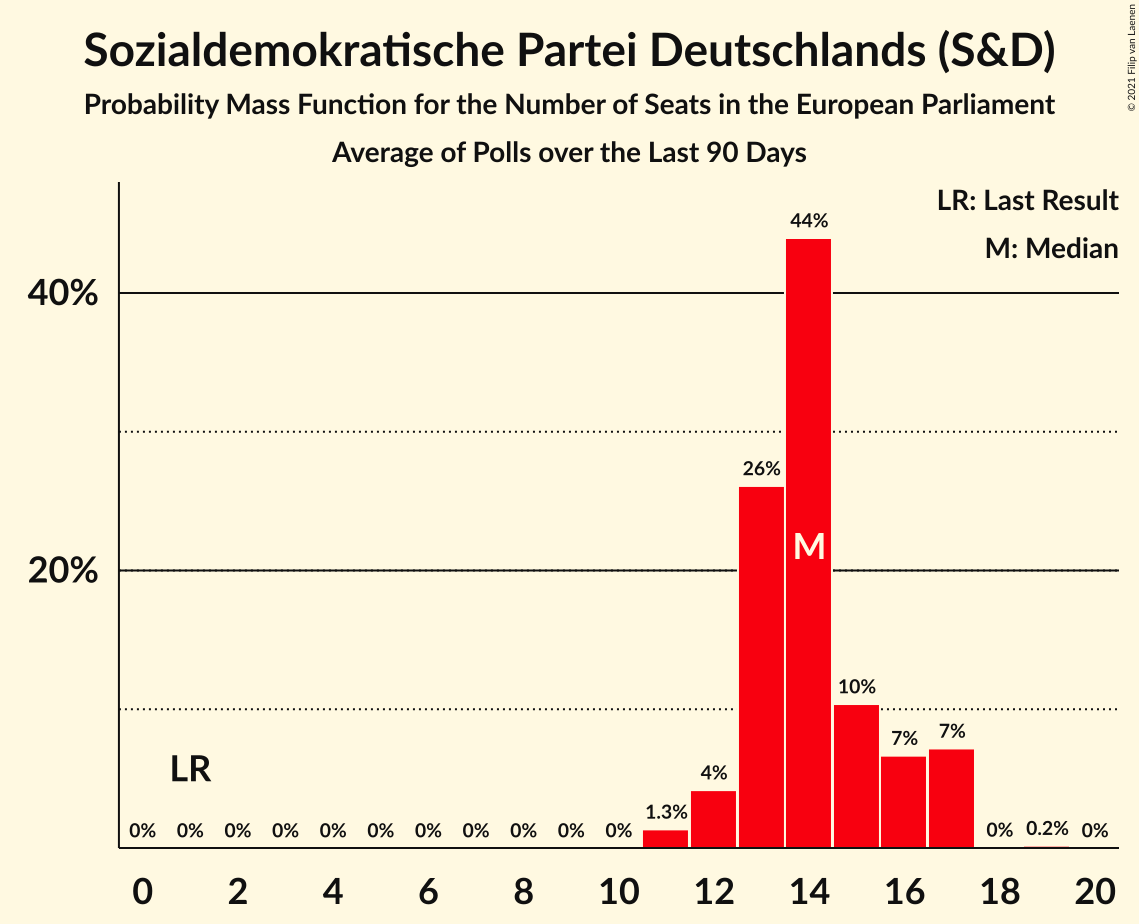 Sozialdemokratische Partei Deutschlands (S&D)
Probability Mass Function for the Number of Seats in the European Parliament
Average of Polls over the Last 90 Days
© 2021 Filip van Laenen
LR: Last Result
M: Median
44%
40%
26%
M
20%
10%
7%
7%
LR
4%
1.3%
0% 0% 0% 0% 0% 0% 0% 0% 0% 0% 0% 0% 0.2% 0%
0 2 4 6 8 10 12 14 16 18 20